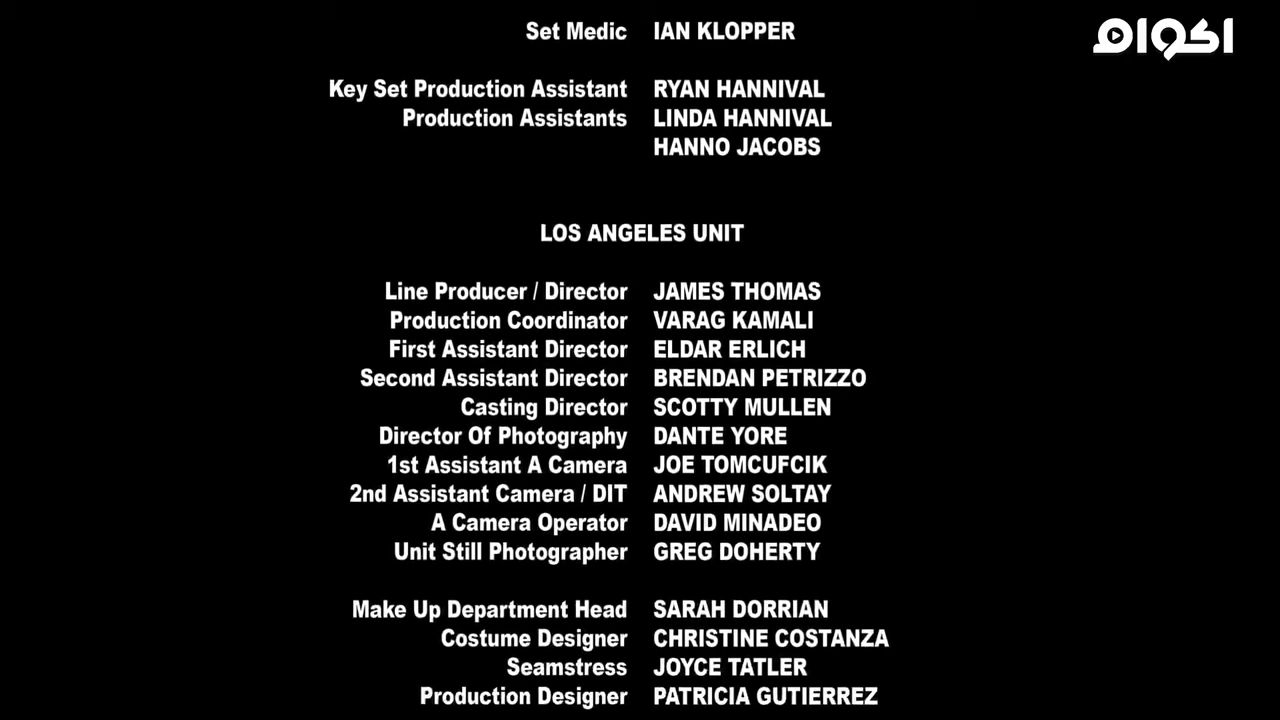 اكوام
Set Medic IAN KLOPPER
Key Set Production Assistant RYAN HANNIVAL
Production Assistants LINDA HANNIVAL
HANNO JACOBS
LOS ANGELES UNIT
Line Producer / Director JAMES THOMAS
Production Coordinator VARAG KAMALI
First Assistant Director ELDAR ERLICH
Second Assistant Director BRENDAN PETRIZZO
Casting Director SCOTTY MULLEN
Director Of Photography DANTE YORE
1st Assistant A Camera JOE TOMCUFCIK
2nd Assistant Camera / DIT ANDREW SOLTAY
A Camera Operator DAVID MINADEO
Unit Still Photographer GREG DOHERTY
Make Up Department Head SARAH DORRIAN
Costume Designer CHRISTINE COSTANZA
Seamstress JOYCE TATLER
Production Designer PATRICIA GUTIERREZ